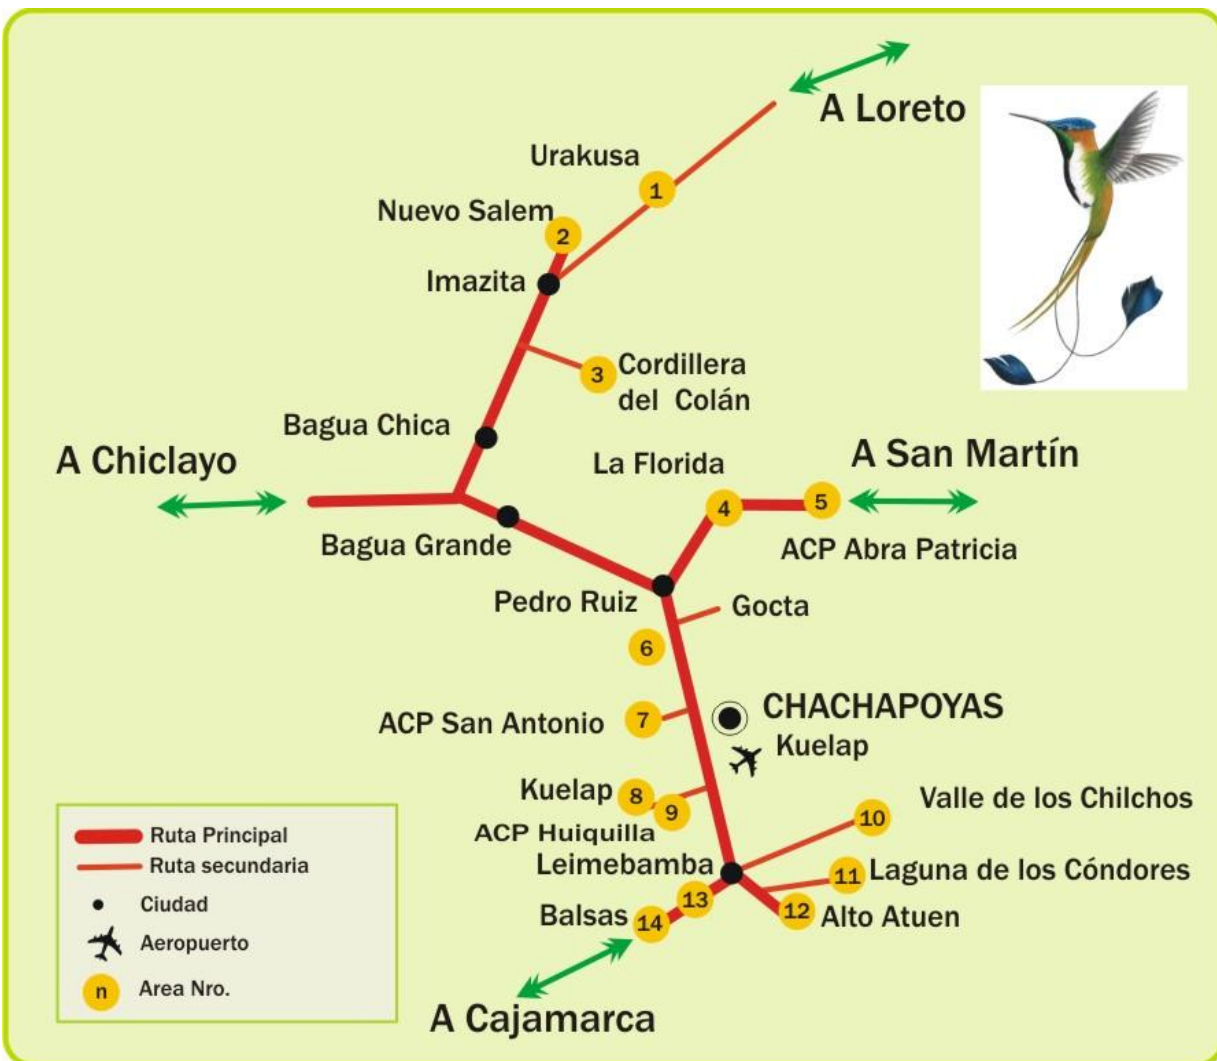 A Loreto
Urakusa
1
Nuevo Salem
2
Imazita
3
Cordillera
del Colán
Bagua Chica
A Chiclayo
La Florida
A San Martín
4
5
Bagua Grande
ACP Abra Patricia
Pedro Ruiz
Gocta
6
ACP San Antonio
7
CHACHAPOYAS
Kuelap
Kuelap
8
9
ACP Huiquilla
Valle de los Chilchos
10
Leimebamba
11
Laguna de los Cóndores
13
12
Alto Atuen
Balsas
14
A Cajamarca
Ruta Principal
Ruta secundaria
Ciudad
Aeropuerto
n
Area Nro.